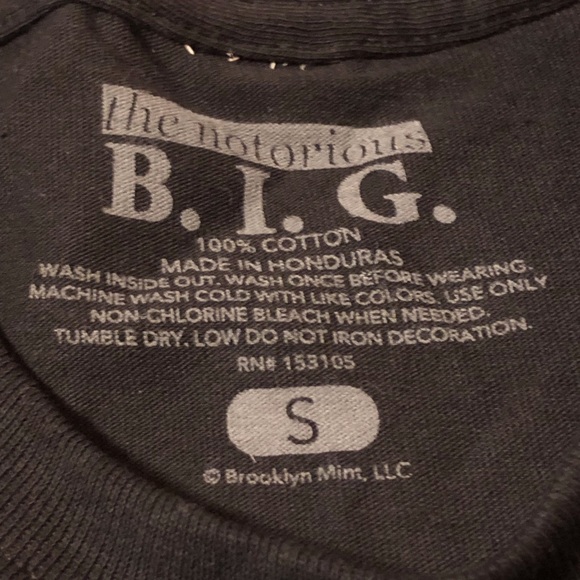 the notorious
B. I. G.
100% COTTON
MADE IN HONDURAS
WASH INSIDE OUT. WASH ONCE BEFORE WEARING.
MACHINE WASH COLD WITH LIKE COLORS. USE ONLY
NON-CHLORINE BLEACH WHEN NEEDED.
TUMBLE DRY. LOW DO NOT IRON DECORATION.
RN# 153105
S
© Brooklyn Mint, LLC